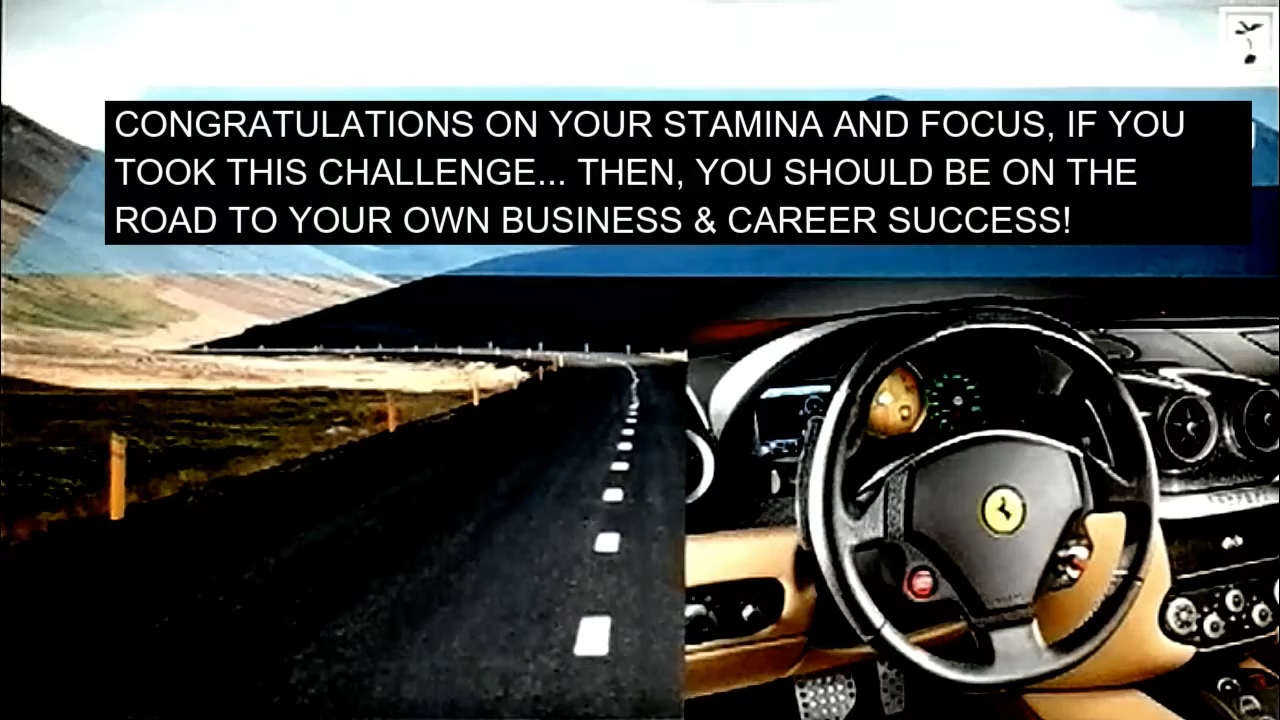 CONGRATULATIONS ON YOUR STAMINA AND FOCUS, IF YOU
TOOK THIS CHALLENGE... THEN, YOU SHOULD BE ON THE
ROAD TO YOUR OWN BUSINESS & CAREER SUCCESS!